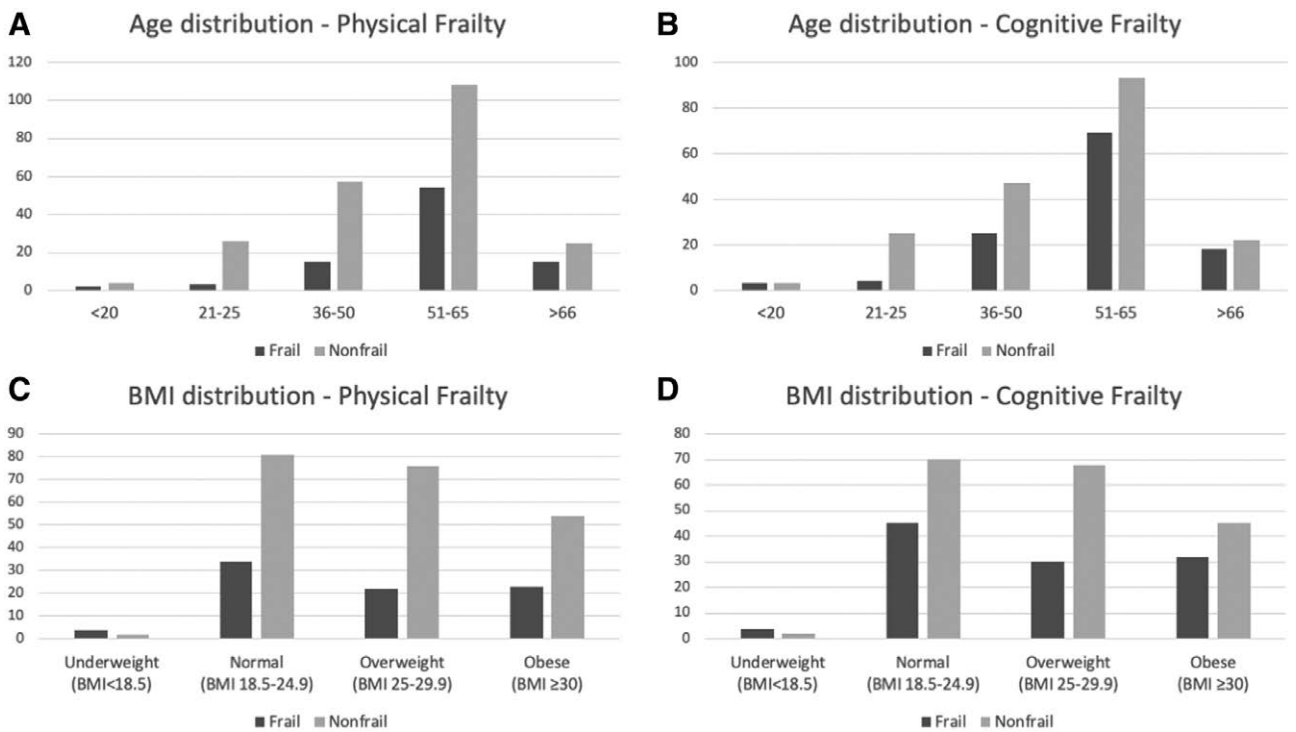 A
Age distribution - Physical Frailty
120
100
80
60
40
20
0
<20 21-25 36-50 51-65 >66
Frail Nonfrail
B
Age distribution - Cognitive Frailty
100
80
60
40
20
0
<20 21-25 36-50 51-65 >66
Frail Nonfrail
C
BMI distribution - Physical Frailty
90
80
70
60
50
40
30
20
10
0
Underweight Normal Overweight Obese
(BMI<18.5) (BMI 18.5-24.9) (BMI 25-29.9) (BMI ≥30)
Frail Nonfrail
D
BMI distribution - Cognitive Frailty
80
70
60
50
40
30
20
10
0
Underweight Normal Overweight Obese
(BMI<18.5) (BMI 18.5-24.9) (BMI 25-29.9) (BMI ≥30)
Frail Nonfrail